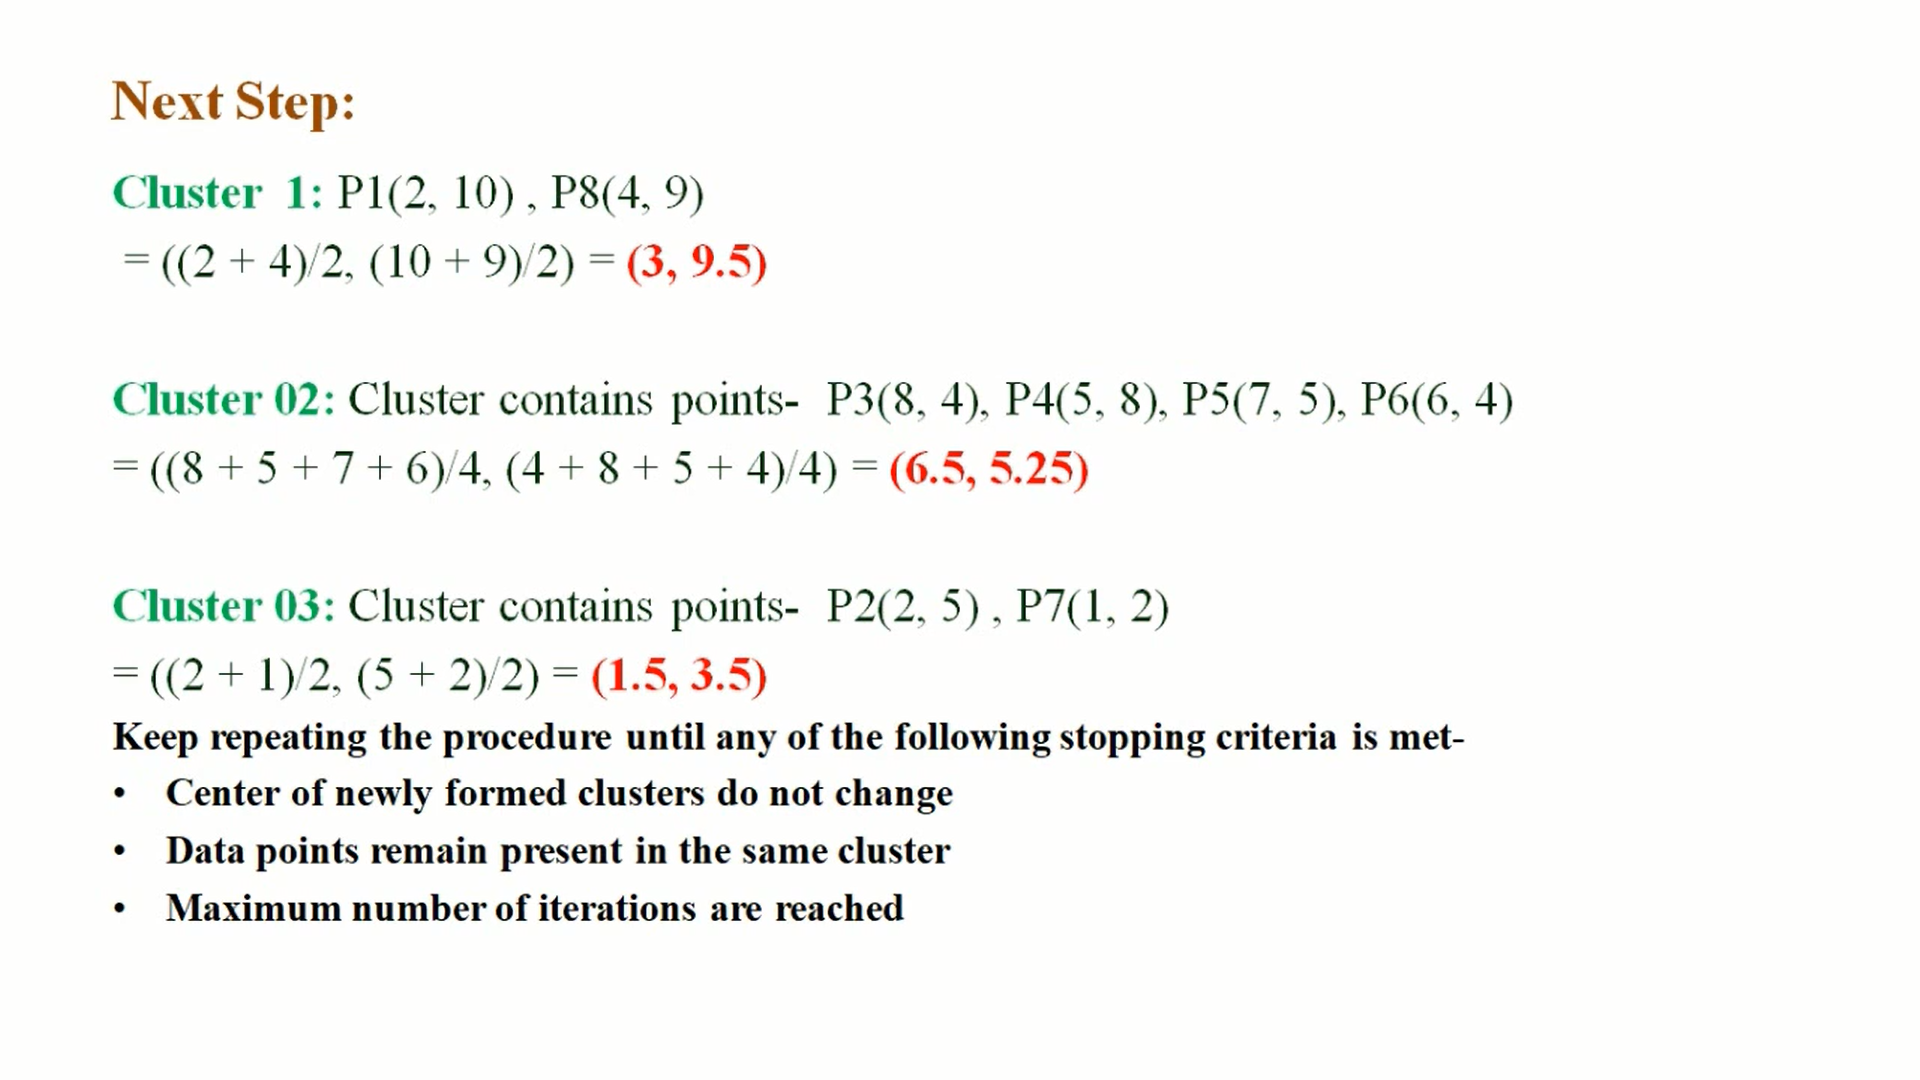 Next Step:
Cluster 1: P1(2, 10) , P8(4, 9)
= ((2 + 4)/2, (10 + 9)/2) = (3, 9.5)
Cluster 02: Cluster contains points- P3(8, 4), P4(5, 8), P5(7, 5), P6(6, 4)
= ((8 + 5 + 7 + 6)/4, (4 + 8 + 5 + 4)/4) = (6.5, 5.25)
Cluster 03: Cluster contains points- P2(2, 5) , P7(1, 2)
= ((2 + 1)/2, (5 + 2)/2) = (1.5, 3.5)
Keep repeating the procedure until any of the following stopping criteria is met-
• Center of newly formed clusters do not change
• Data points remain present in the same cluster
• Maximum number of iterations are reached